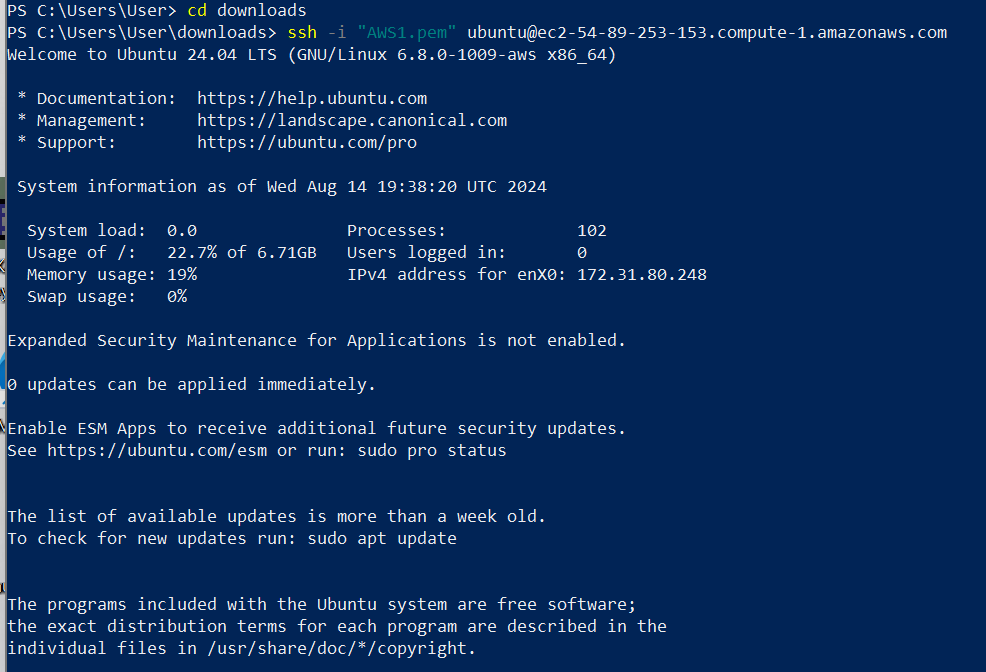 PS C:\Users\User> cd downloads
PS C:\Users\User\downloads> ssh -i "AWS1.pem" ubuntu@ec2-54-89-253-153.compute-1.amazonaws.com
Welcome to Ubuntu 24.04 LTS (GNU/Linux 6.8.0-1009-aws x86_64)

 * Documentation:  https://help.ubuntu.com
 * Management:     https://landscape.canonical.com
 * Support:        https://ubuntu.com/pro

 System information as of Wed Aug 14 19:38:20 UTC 2024

  System load:  0.0               Processes:             102
  Usage of /:   22.7% of 6.71GB   Users logged in:       0
  Memory usage: 19%               IPv4 address for enX0: 172.31.80.248
  Swap usage:   0%

Expanded Security Maintenance for Applications is not enabled.

0 updates can be applied immediately.

Enable ESM Apps to receive additional future security updates.
See https://ubuntu.com/esm or run: sudo pro status

The list of available updates is more than a week old.
To check for new updates run: sudo apt update

The programs included with the Ubuntu system are free software;
the exact distribution terms for each program are described in the
individual files in /usr/share/doc/*/copyright.